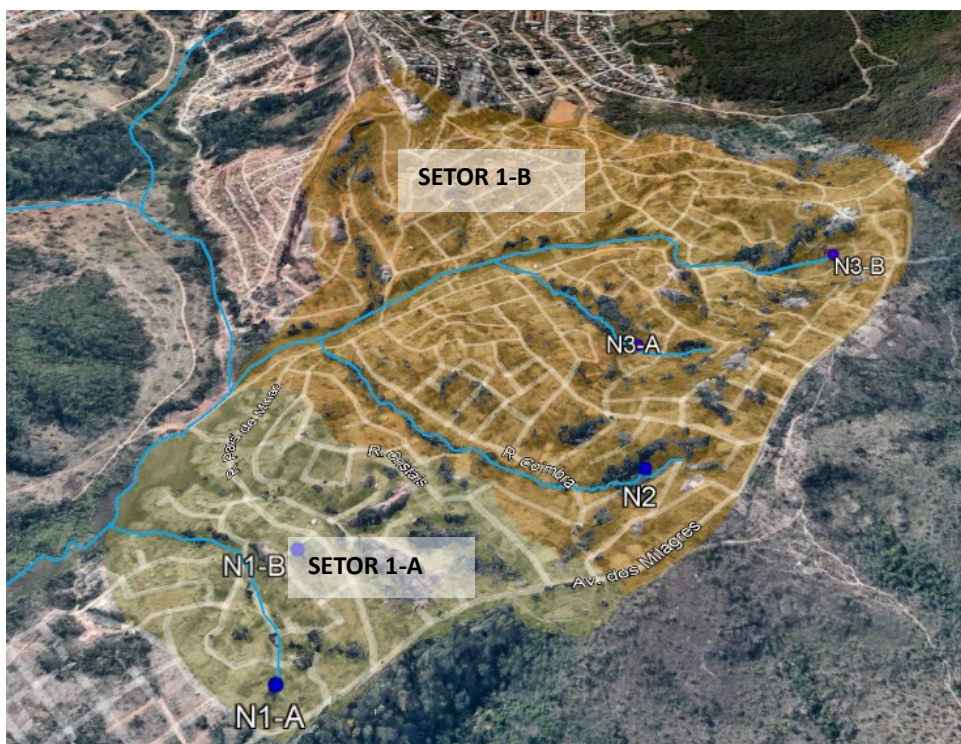 SETOR 1-B
N3-B
N3-A
R. Cristais
R. Coimbra
N2
Av. dos Milagres
N1-B
SETOR 1-A
N1-A